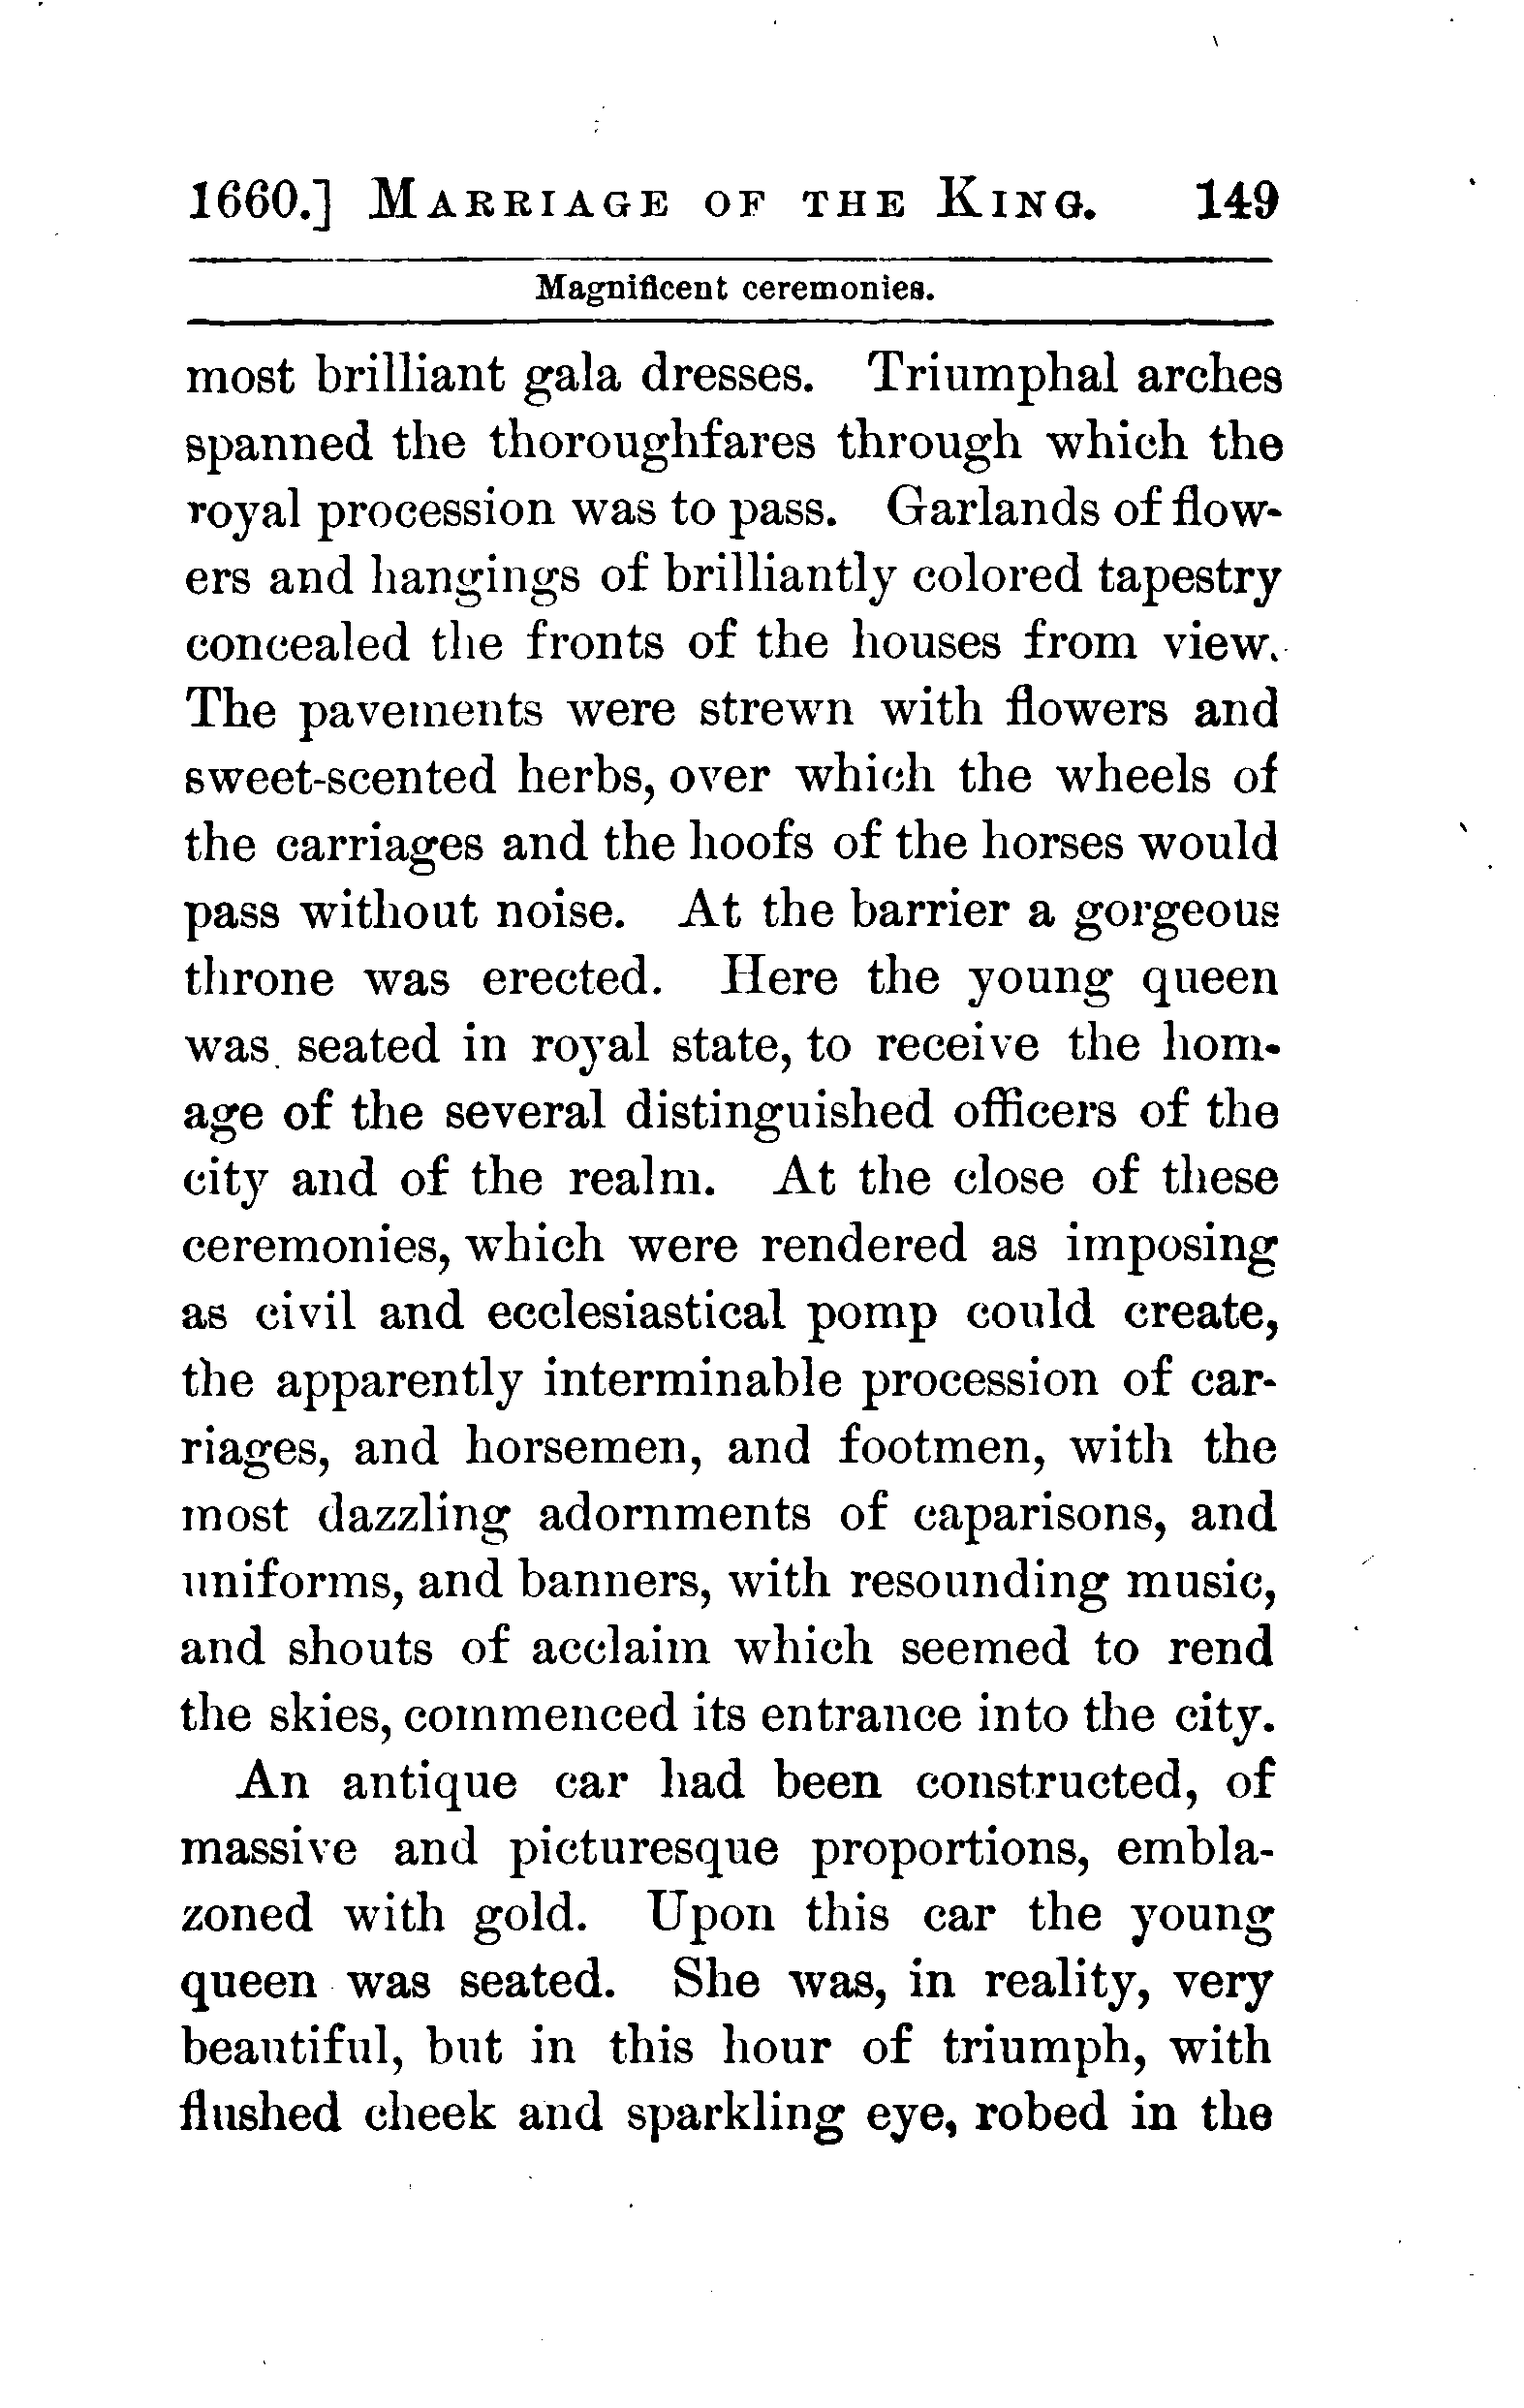 1660.] MARRIAGE OF THE KING. 149
Magnificent ceremonies.
most brilliant gala dresses. Triumphal arches
spanned the thoroughfares through which the
royal procession was to pass. Garlands of flow-
ers and hangings of brilliantly colored tapestry
concealed the fronts of the houses from view.
The pavements were strewn with flowers and
sweet-scented herbs, over which the wheels of
the carriages and the hoofs of the horses would
pass without noise. At the barrier a gorgeous
throne was erected. Here the young queen
was seated in royal state, to receive the hom-
age of the several distinguished officers of the
city and of the realm. At the close of these
ceremonies, which were rendered as imposing
as civil and ecclesiastical pomp could create,
the apparently interminable procession of car-
riages, and horsemen, and footmen, with the
most dazzling adornments of caparisons, and
uniforms, and banners, with resounding music,
and shouts of acclaim which seemed to rend
the skies, commenced its entrance into the city.
An antique car had been constructed, of
massive and picturesque proportions, embla-
zoned with gold. Upon this car the young
queen was seated. She was, in reality, very
beautiful, but in this hour of triumph, with
flushed cheek and sparkling eye, robed in the